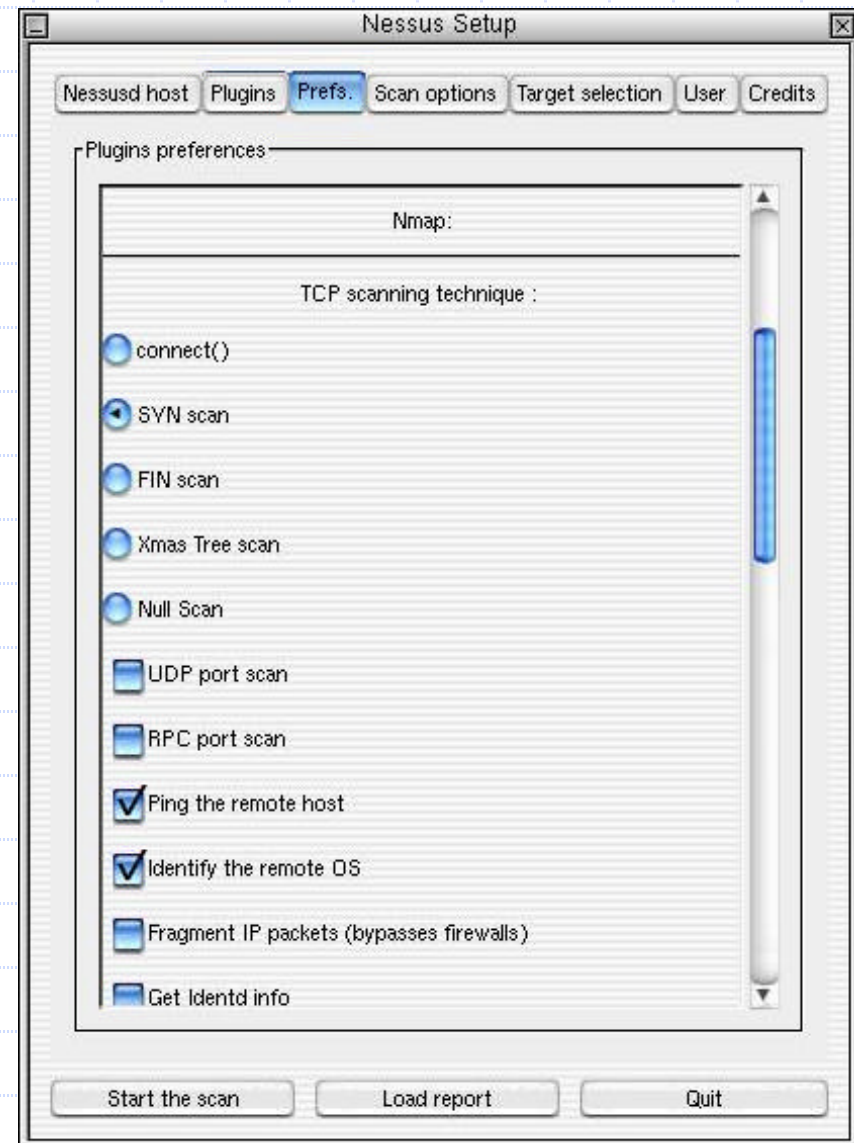 Nessus Setup
Nessusd host Plugins Prefs. Scan options Target selection User Credits
Plugins preferences
Nmap:
TCP scanning technique :
connect()
SYN scan
FIN scan
Xmas Tree scan
Null Scan
UDP port scan
RPC port scan
Ping the remote host
Identify the remote OS
Fragment IP packets (bypasses firewalls)
Get Identd info
Start the scan Load report Quit